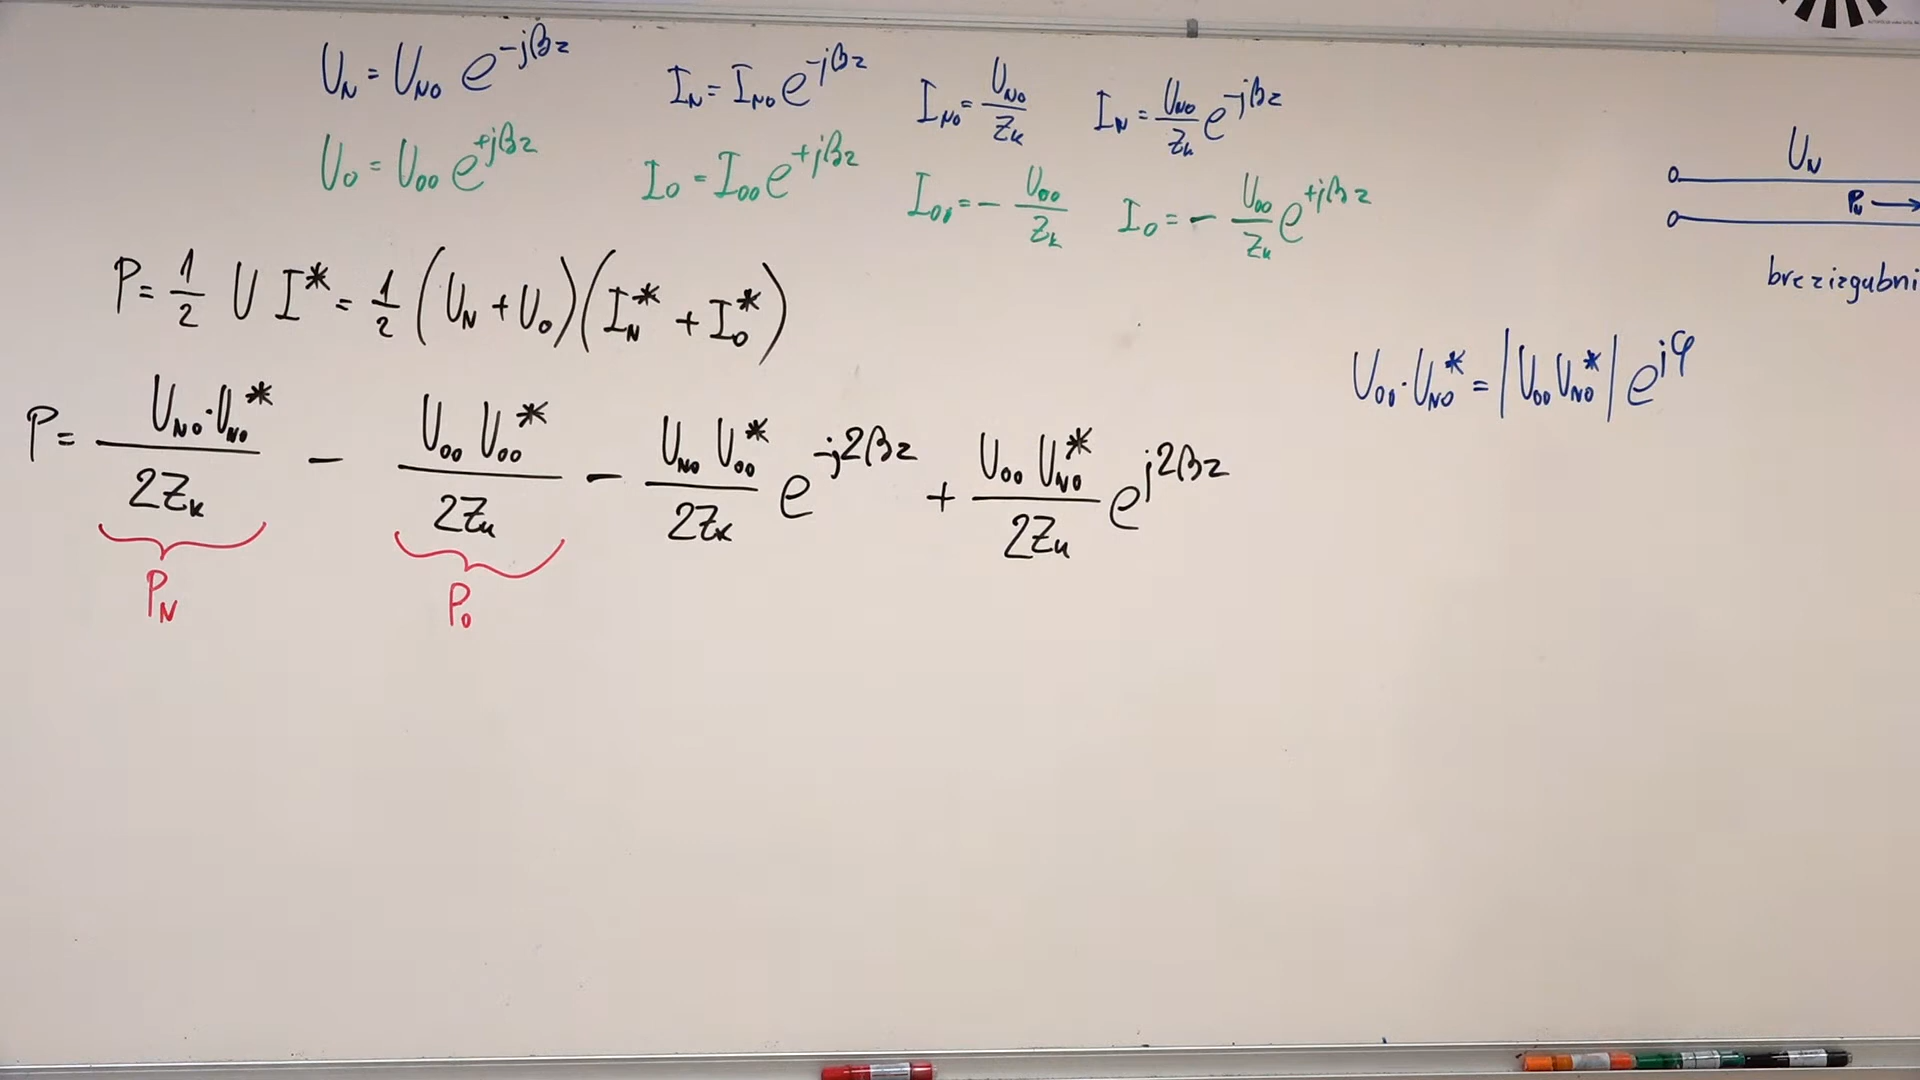 U_N = U_N0 e^{-jβz}   I_N = I_N0 e^{-jβz}   I_N0 = U_N0/Z_K   I_N = U_N0/Z_K e^{-jβz}
U_O = U_O0 e^{+jβz}   I_O = I_O0 e^{+jβz}   I_O0 = - U_O0/Z_K   I_O = - U_O0/Z_K e^{+jβz}
U_N
P_N →
brezizgubni
P = 1/2 U I* = 1/2 (U_N + U_O)(I_N* + I_O*)
U_O0 · U_N0* = |U_O0 U_N0*| e^{jφ}
P = U_N0 · U_N0*/2Z_K - U_O0 U_O0*/2Z_K - U_N0 U_O0*/2Z_K e^{-j2βz} + U_O0 U_N0*/2Z_K e^{j2βz}
P_N   P_O